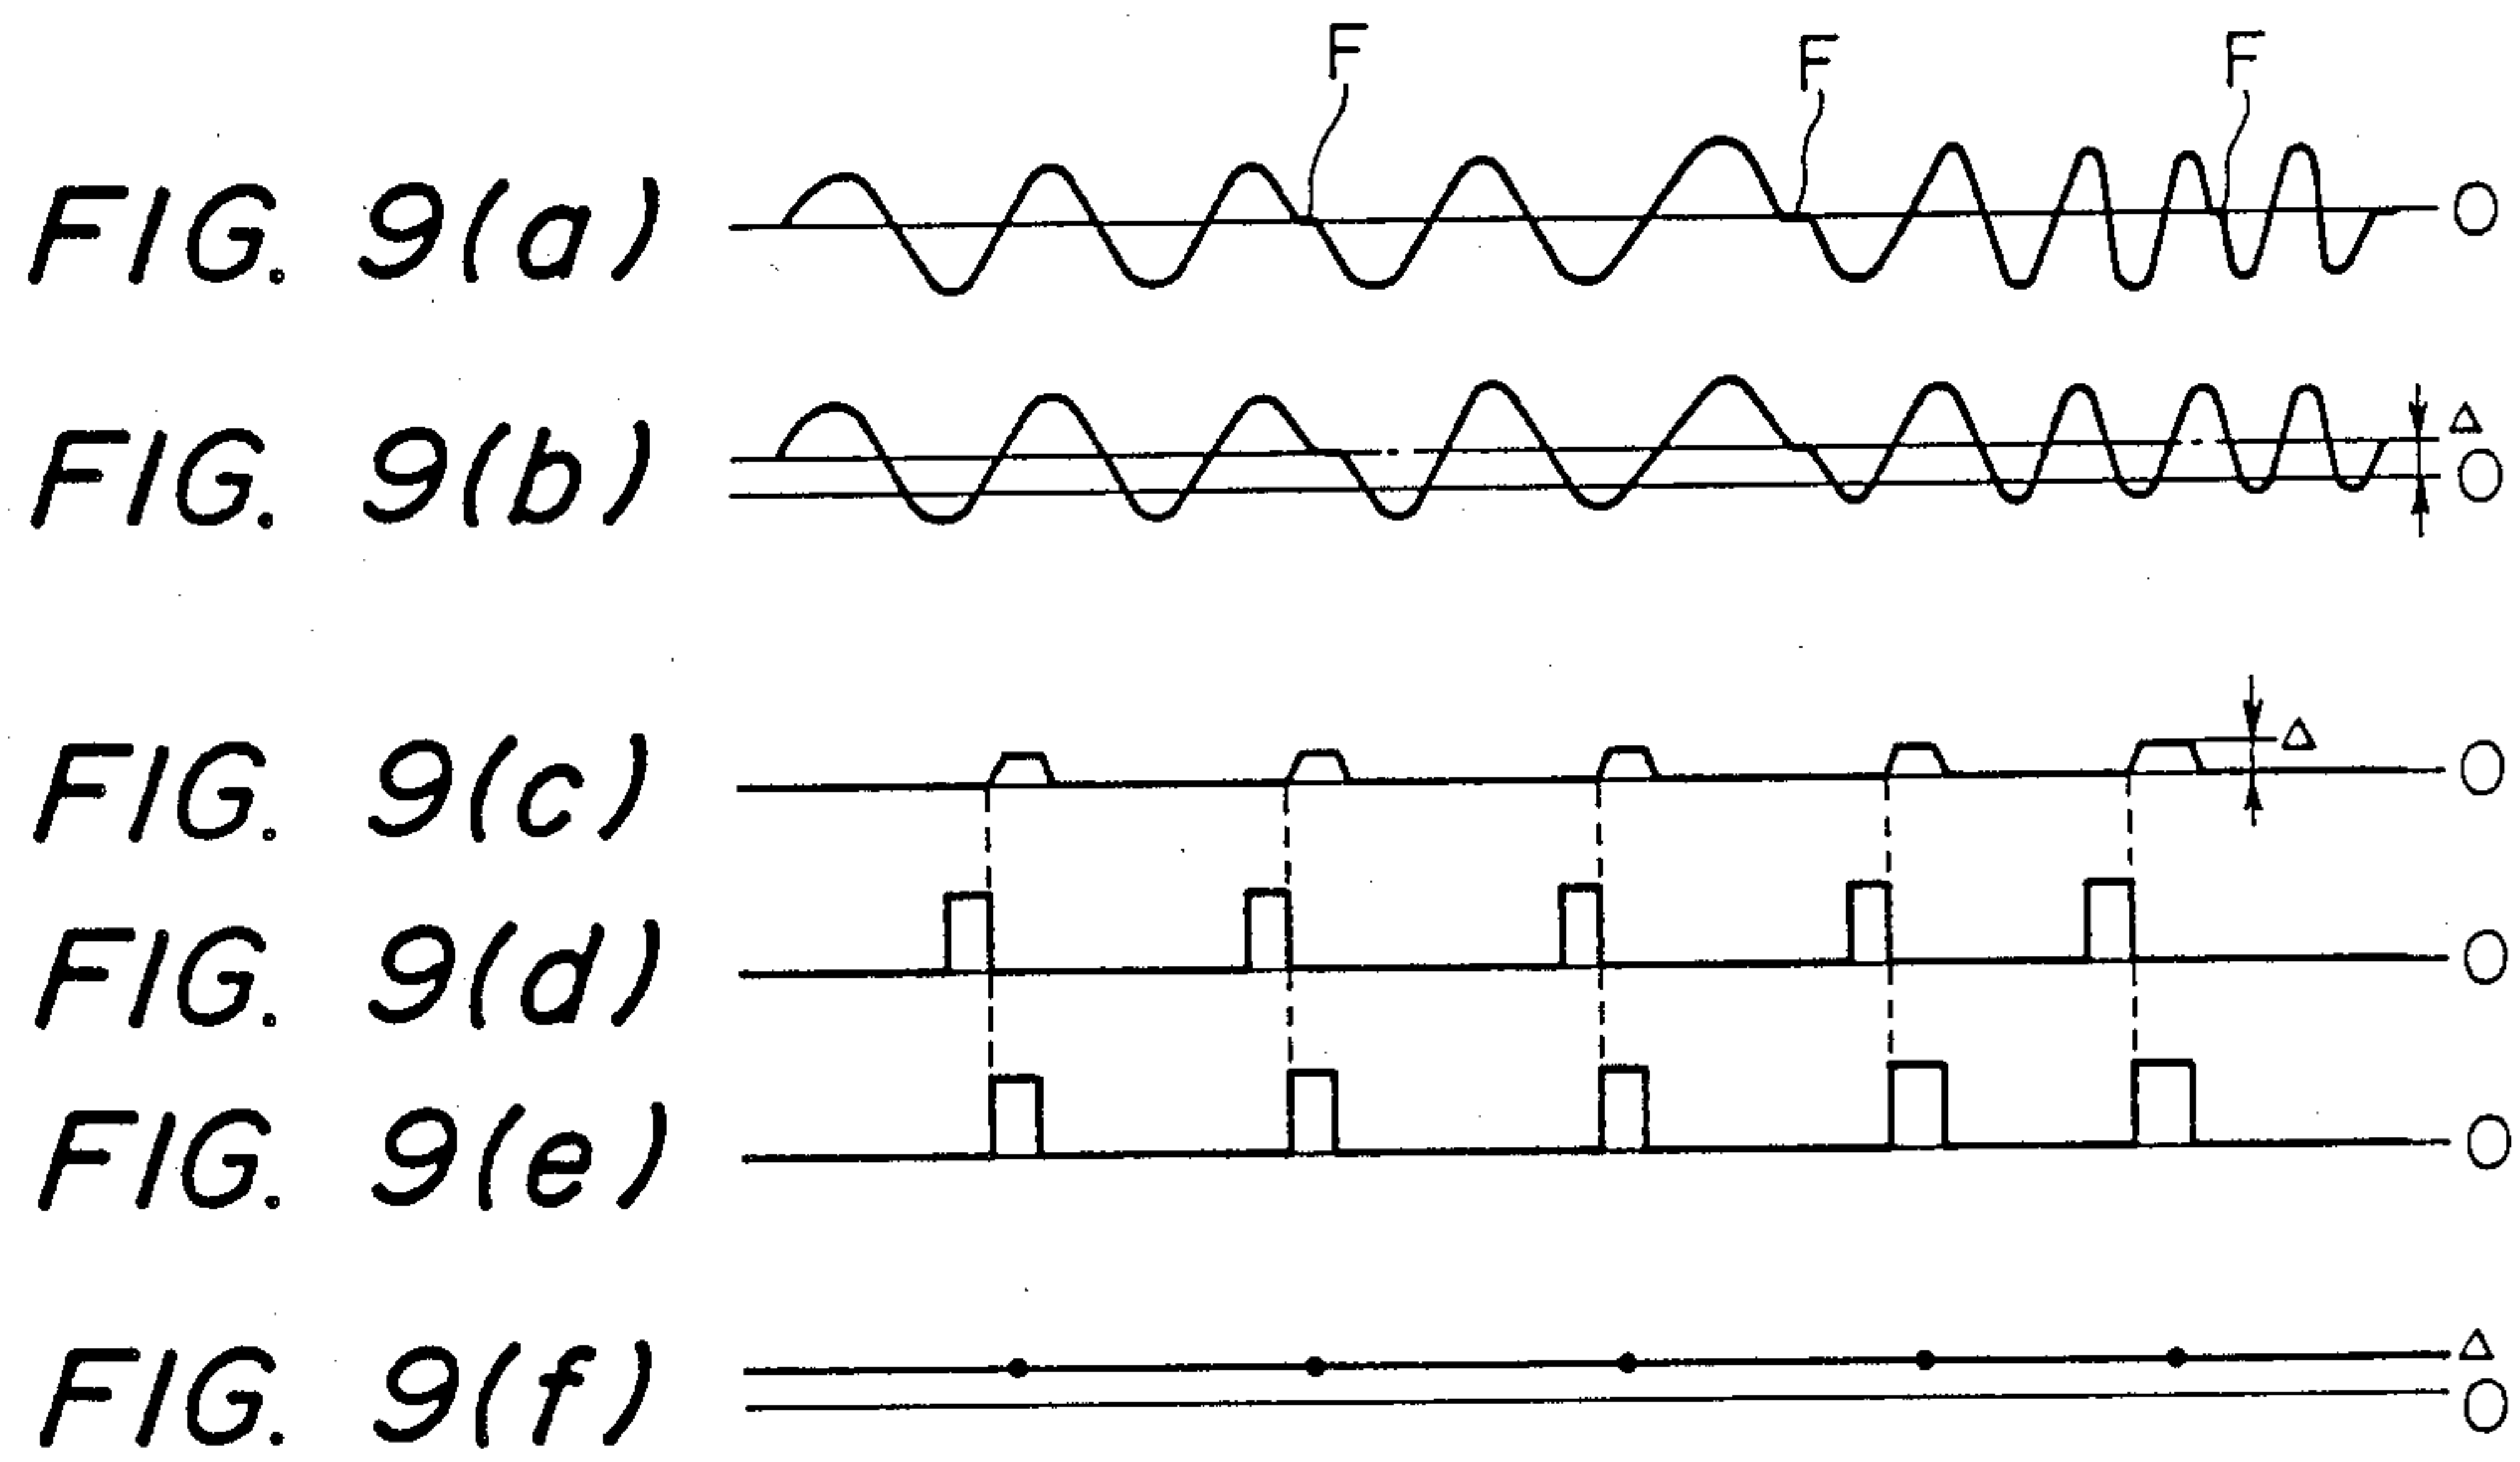 F F F
FIG. 9(a) O
FIG. 9(b) Δ
O
FIG. 9(c) Δ O
FIG. 9(d) O
FIG. 9(e) O
FIG. 9(f) Δ
O